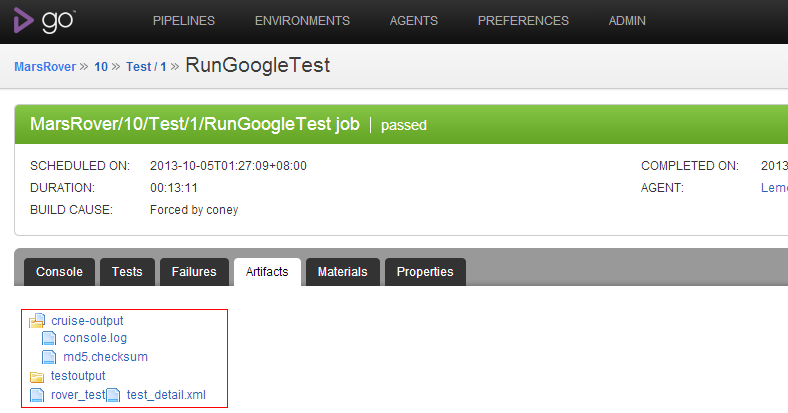 go™ PIPELINES ENVIRONMENTS AGENTS PREFERENCES ADMIN
MarsRover » 10 » Test / 1 » RunGoogleTest
MarsRover/10/Test/1/RunGoogleTest job | passed
SCHEDULED ON: 2013-10-05T01:27:09+08:00 COMPLETED ON: 2013
DURATION: 00:13:11 AGENT: Lem
BUILD CAUSE: Forced by coney
Console Tests Failures Artifacts Materials Properties
cruise-output
console.log
md5.checksum
testoutput
rover_test test_detail.xml